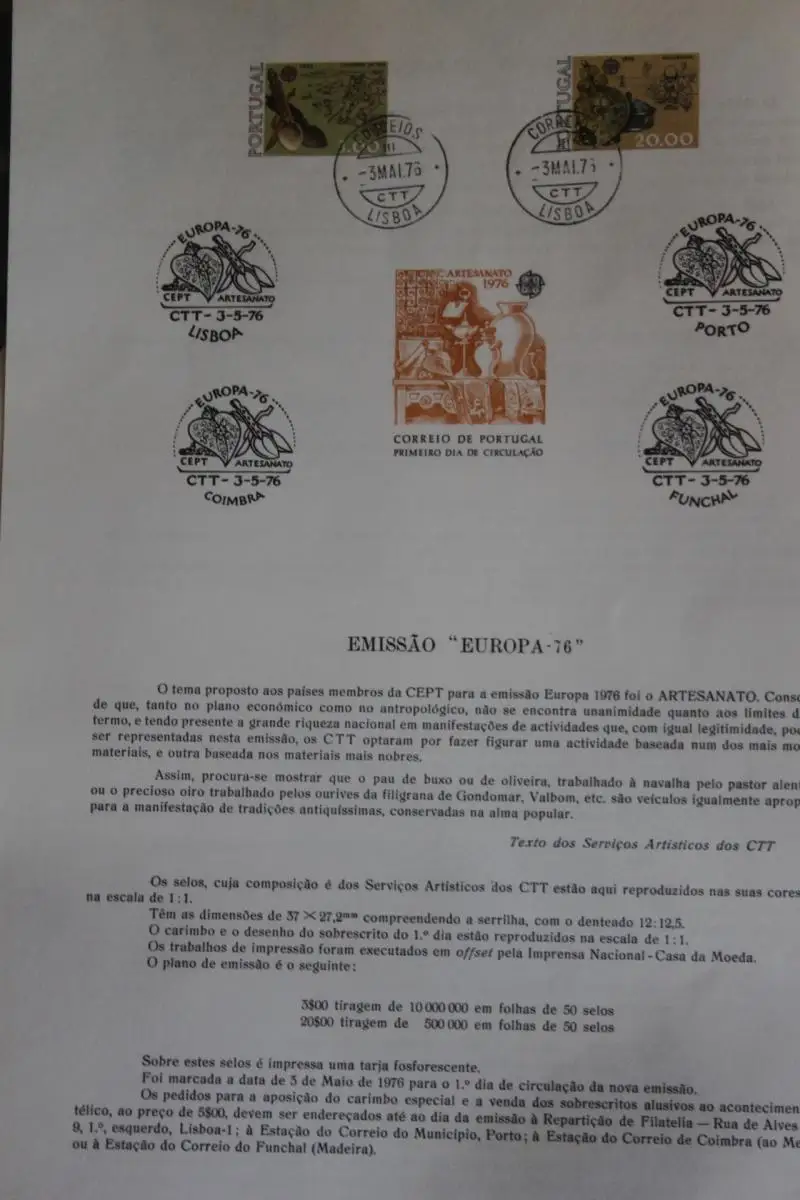 PORTUGAL
PORTUGAL
20.00
CORREIOS
-3MAI.76
CTT
LISBOA
-3MAI.7
CTT
LISBOA
EUROPA-76
CEPT ARTESANATO
CTT- 3-5-76
LISBOA
ARTESANATO
1976
EUROPA-76
CEPT ARTESANATO
CTT- 3-5-76
PORTO
EUROPA-76
CEPT ARTESANATO
CTT- 3-5-76
COIMBRA
CORREIO DE PORTUGAL
PRIMEIRO DIA DE CIRCULAÇÃO
EUROPA-76
CEPT ARTESANATO
CTT- 3-5-76
FUNCHAL
EMISSÃO "EUROPA-76"
O tema proposto aos países membros da CEPT para a emissão Europa 1976 foi o ARTESANATO. Consc
de que, tanto no plano económico como no antropológico, não se encontra unanimidade quanto aos limites d
termo, e tendo presente a grande riqueza nacional em manifestações de actividades que, com igual legitimidade, po
ser representadas nesta emissão, os CTT optaram por fazer figurar uma actividade baseada num dos mais mo
materiais, e outra baseada nos materiais mais nobres.
Assim, procura-se mostrar que o pau de buxo ou de oliveira, trabalhado à navalha pelo pastor alent
ou o precioso oiro trabalhado pelos ourives da filigrana de Gondomar, Valbom, etc. são veículos igualmente aprop
para a manifestação de tradições antiquíssimas, conservadas na alma popular.
Texto dos Serviços Artísticos dos CTT
Os selos, cuja composição é dos Serviços Artísticos dos CTT estão aqui reproduzidos nas suas cores
na escala de 1:1.
Têm as dimensões de 37 × 27,2mm compreendendo a serrilha, com o denteado 12:12,5.
O carimbo e o desenho do sobrescrito do 1.º dia estão reproduzidos na escala de 1:1.
Os trabalhos de impressão foram executados em offset pela Imprensa Nacional-Casa da Moeda.
O plano de emissão é o seguinte:
3$00 tiragem de 10 000 000 em folhas de 50 selos
20$00 tiragem de 500 000 em folhas de 50 selos
Sobre estes selos é impressa uma tarja fosforescente.
Foi marcada a data de 3 de Maio de 1976 para o 1.º dia de circulação da nova emissão.
Os pedidos para a aposição do carimbo especial e a venda dos sobrescritos alusivos ao acontecimen
télico, ao preço de 5$00, devem ser endereçados até ao dia da emissão à Repartição de Filatelia — Rua de Alves
9, 1.º, esquerdo, Lisboa-1; à Estação do Correio do Município, Porto; à Estação do Correio de Coimbra (ao Me
ou à Estação do Correio do Funchal (Madeira).